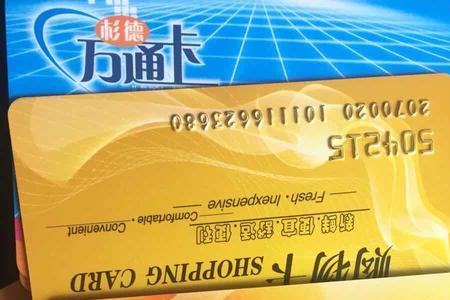 杉德
万通卡
购物卡 SHOPPING CARD
新鲜.便宜.舒适.便利
Fresh . Inexpensive
Comfortable . Convenient
504215
2070020 101116623680